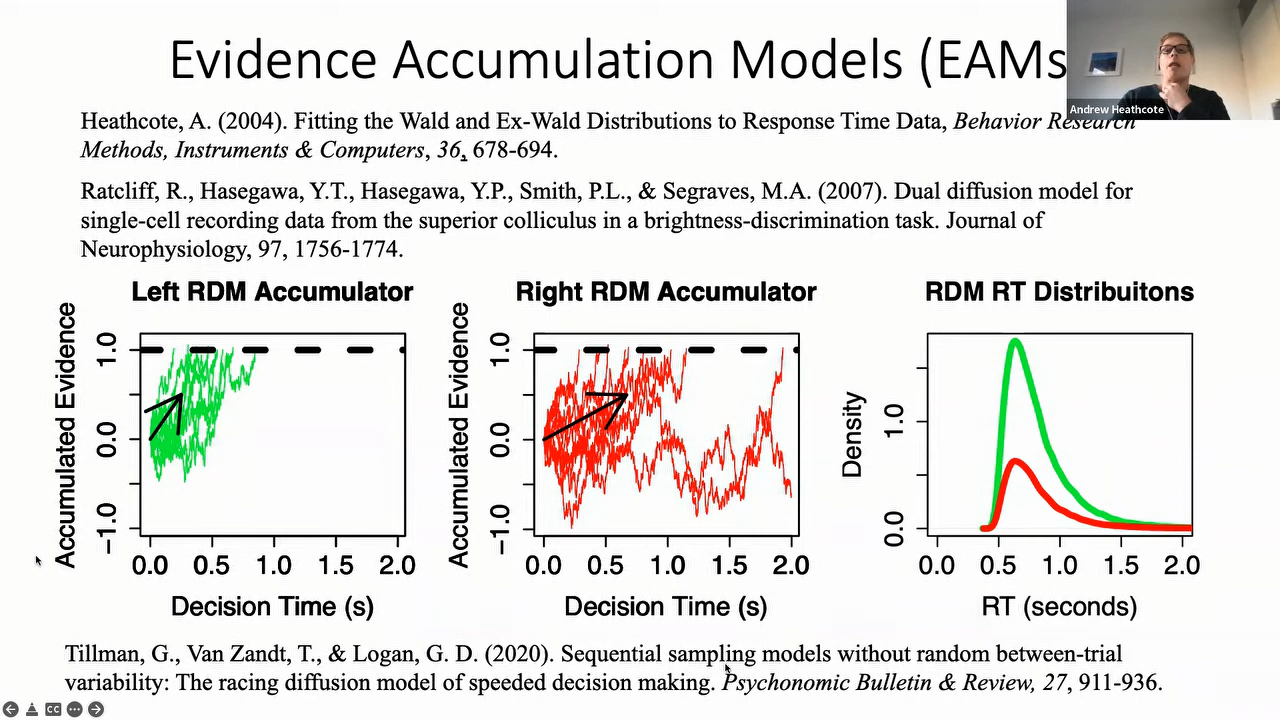 Evidence Accumulation Models (EAMs
Andrew Heathcote
Heathcote, A. (2004). Fitting the Wald and Ex-Wald Distributions to Response Time Data, Behavior Research
Methods, Instruments & Computers, 36, 678-694.
Ratcliff, R., Hasegawa, Y.T., Hasegawa, Y.P., Smith, P.L., & Segraves, M.A. (2007). Dual diffusion model for
single-cell recording data from the superior colliculus in a brightness-discrimination task. Journal of
Neurophysiology, 97, 1756-1774.
Left RDM Accumulator
Accumulated Evidence
1.0
0.0
−1.0
0.0 0.5 1.0 1.5 2.0
Decision Time (s)
Right RDM Accumulator
Accumulated Evidence
1.0
0.0
−1.0
0.0 0.5 1.0 1.5 2.0
Decision Time (s)
RDM RT Distribuitons
Density
1.0
0.0
0.0 0.5 1.0 1.5 2.0
RT (seconds)
Tillman, G., Van Zandt, T., & Logan, G. D. (2020). Sequential sampling models without random between-trial
variability: The racing diffusion model of speeded decision making. Psychonomic Bulletin & Review, 27, 911-936.
CC